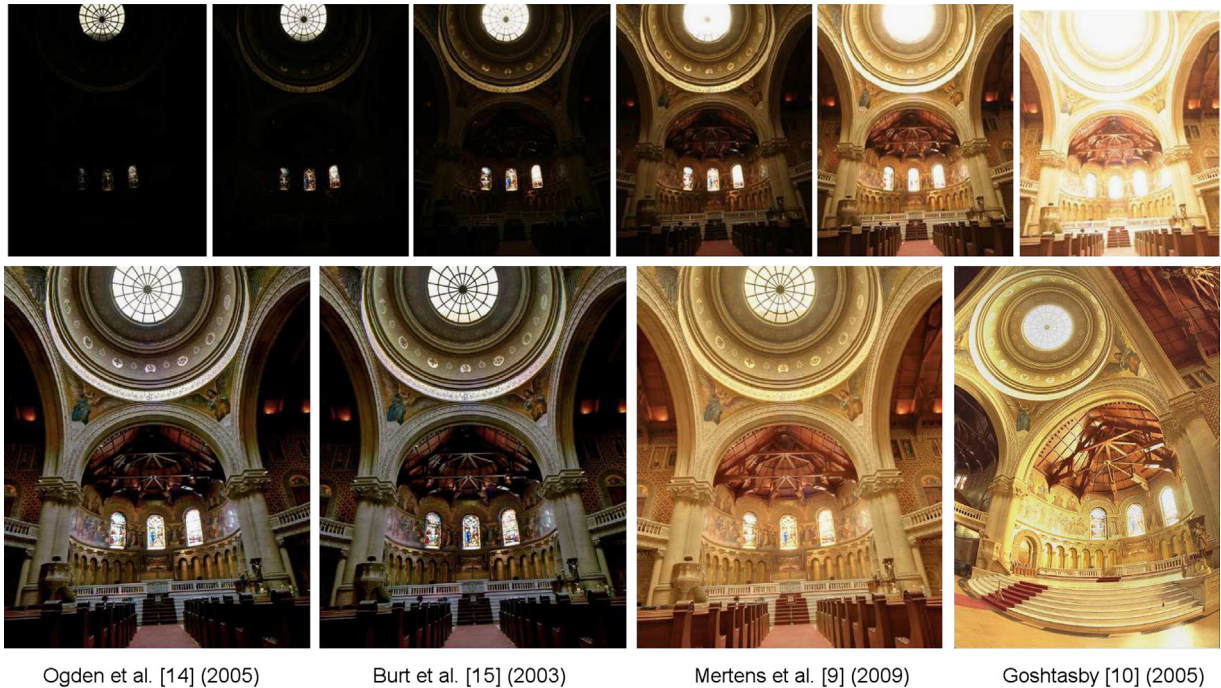 Ogden et al. [14] (2005)
Burt et al. [15] (2003)
Mertens et al. [9] (2009)
Goshtasby [10] (2005)